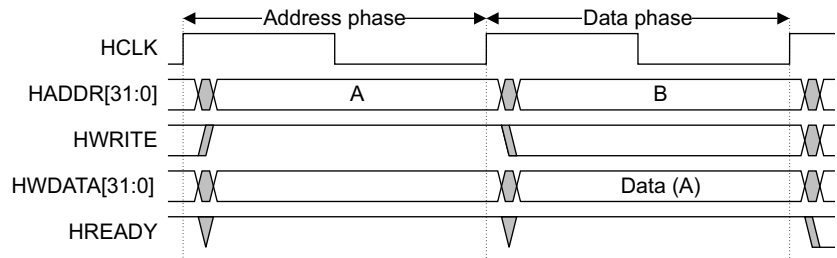 Address phase Data phase
HCLK
HADDR[31:0] A B
HWRITE
HWDATA[31:0] Data (A)
HREADY